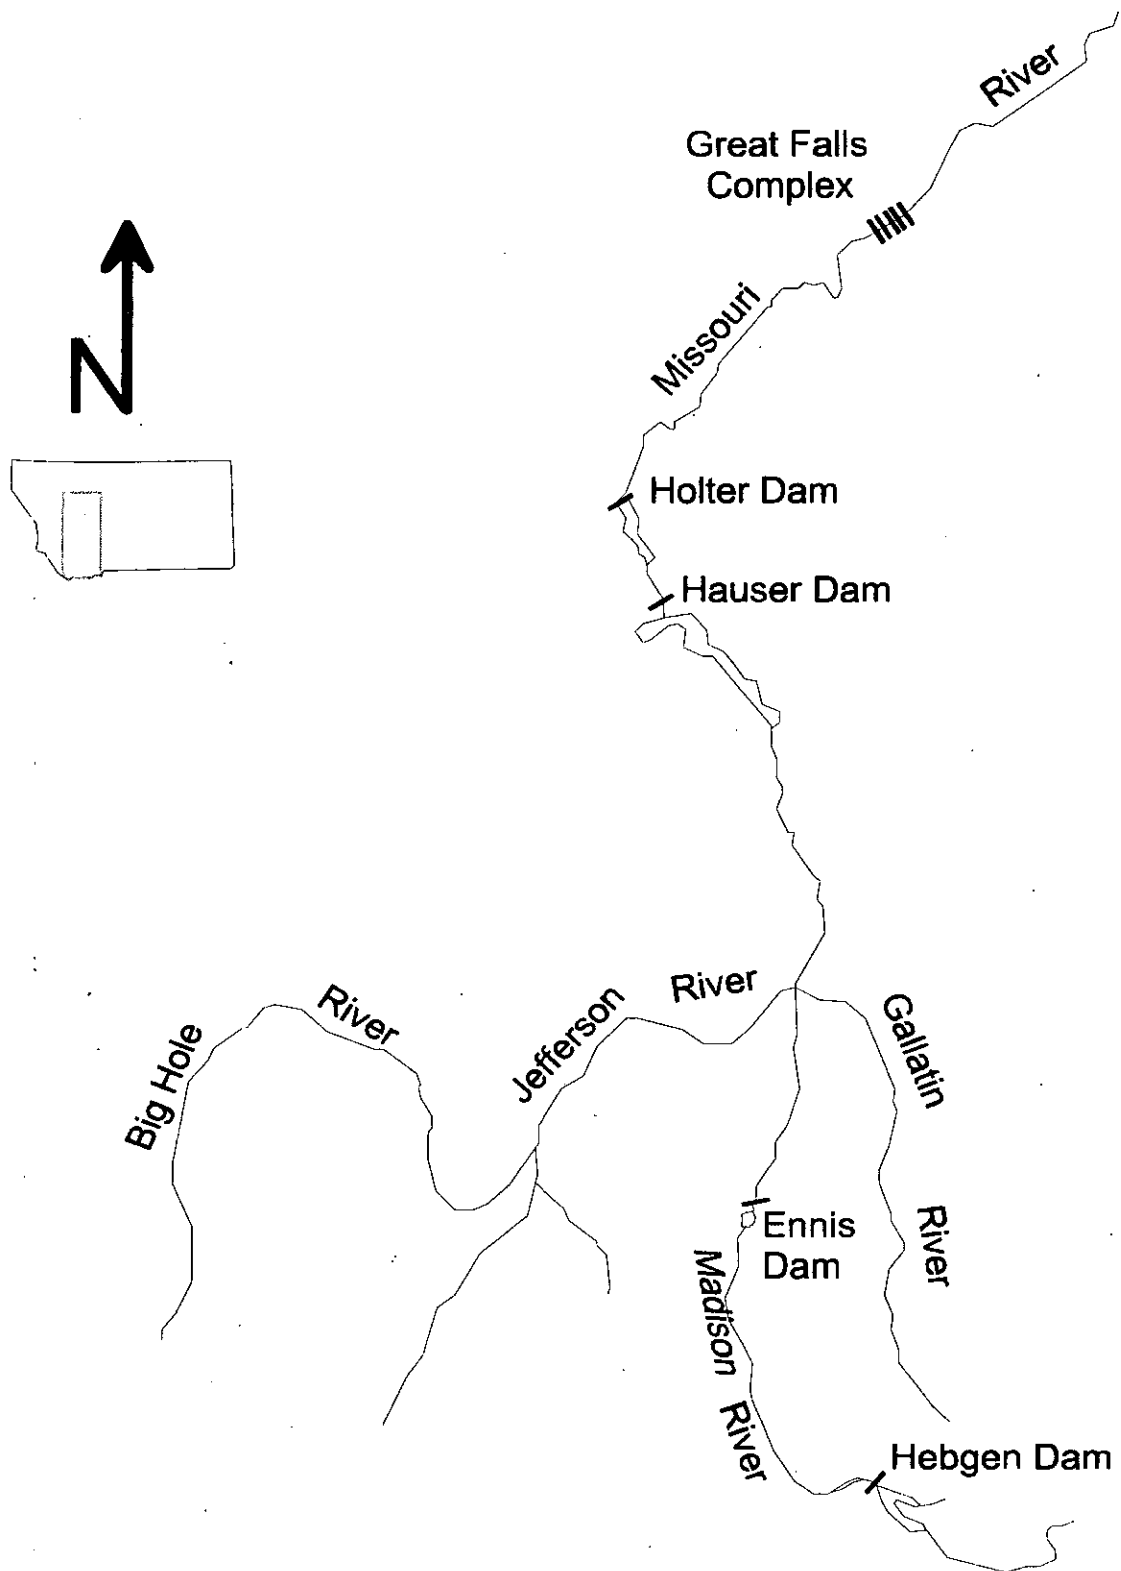 River
Great Falls
Complex
Missouri
N
Holter Dam
Hauser Dam
River
Jefferson
River
Big Hole
Gallatin
River
Ennis
Dam
Madison
River
Hebgen Dam